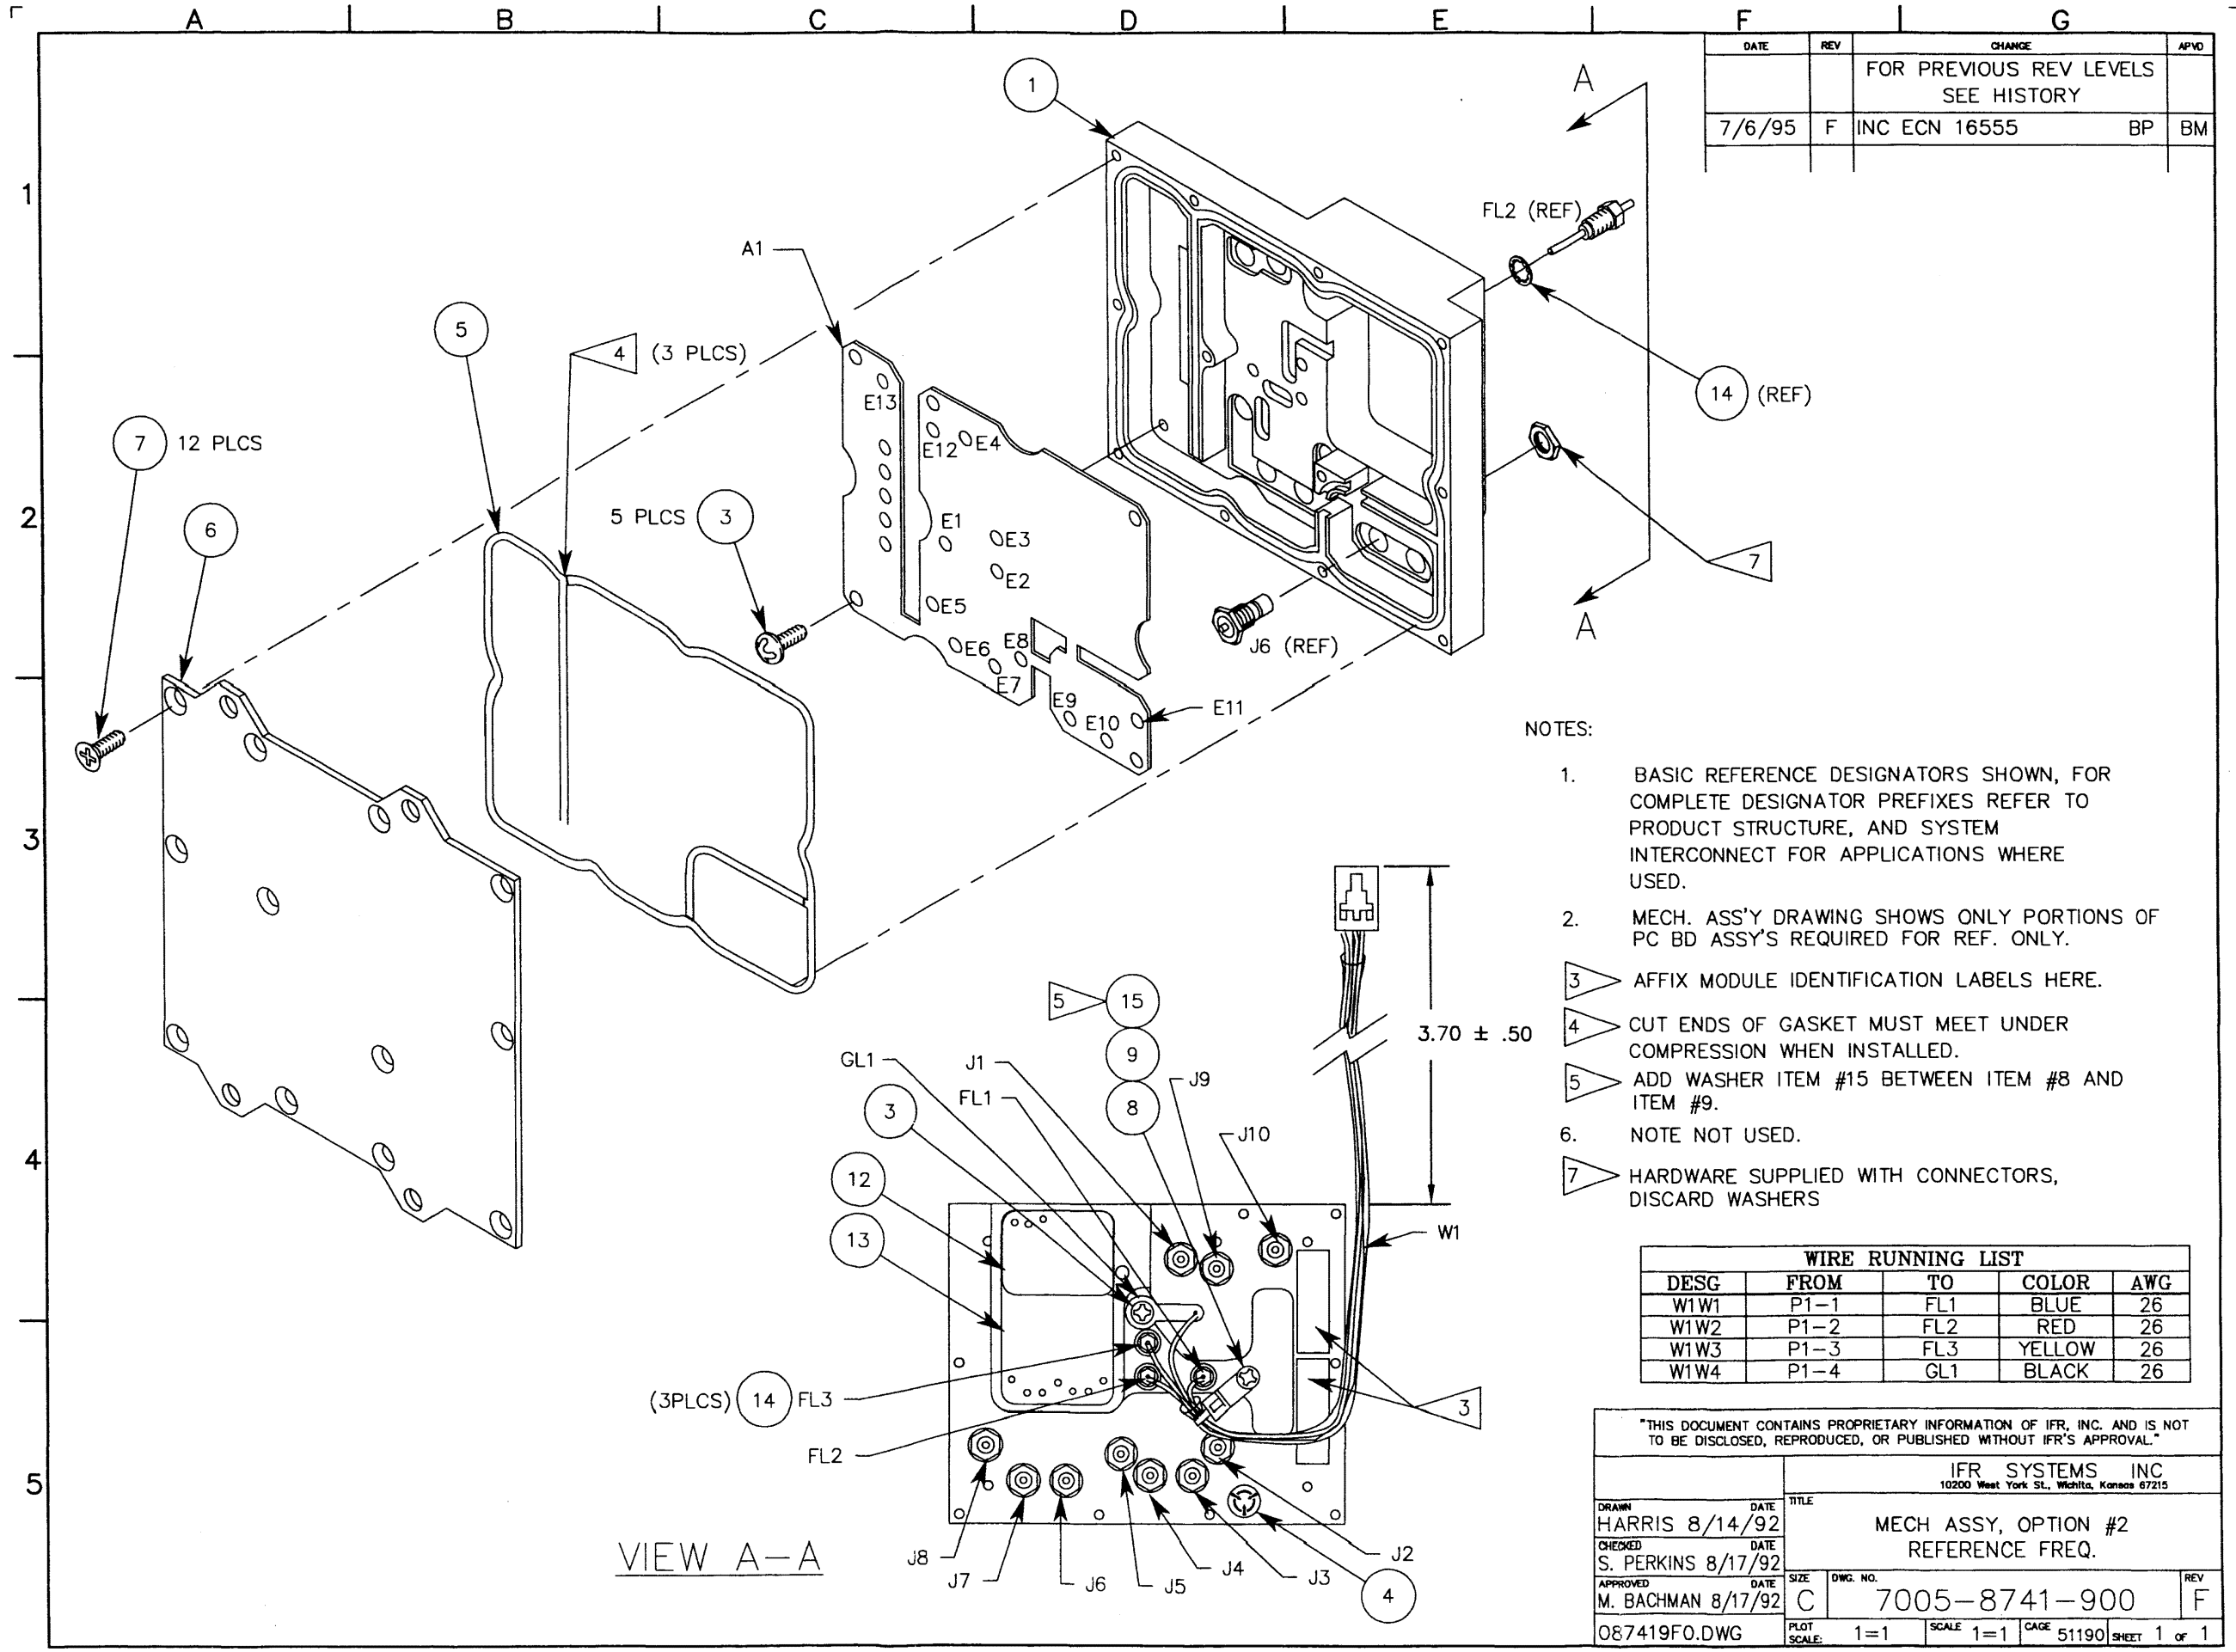 A B C D E F G
DATE REV CHANGE APVD
FOR PREVIOUS REV LEVELS
SEE HISTORY
7/6/95 F INC ECN 16555 BP BM
1
2
3
4
5
1
A
FL2 (REF)
A1
5
4 (3 PLCS)
14 (REF)
E13
E12
E4
7 12 PLCS
6
5 PLCS 3
E1
E3
E2
E5
E6
E8
E7
E9
E10
E11
J6 (REF)
7
A
NOTES:
1. BASIC REFERENCE DESIGNATORS SHOWN, FOR
COMPLETE DESIGNATOR PREFIXES REFER TO
PRODUCT STRUCTURE, AND SYSTEM
INTERCONNECT FOR APPLICATIONS WHERE
USED.
2. MECH. ASS'Y DRAWING SHOWS ONLY PORTIONS OF
PC BD ASSY'S REQUIRED FOR REF. ONLY.
3 AFFIX MODULE IDENTIFICATION LABELS HERE.
4 CUT ENDS OF GASKET MUST MEET UNDER
COMPRESSION WHEN INSTALLED.
5 ADD WASHER ITEM #15 BETWEEN ITEM #8 AND
ITEM #9.
6. NOTE NOT USED.
7 HARDWARE SUPPLIED WITH CONNECTORS,
DISCARD WASHERS
5 15
9
8
3.70 ± .50
GL1
J1
FL1
J9
J10
3
12
13
W1
(3PLCS) 14 FL3
FL2
3
J8
J7
J6
J5
J4
J3
J2
4
VIEW A-A
WIRE RUNNING LIST
DESG FROM TO COLOR AWG
W1W1 P1-1 FL1 BLUE 26
W1W2 P1-2 FL2 RED 26
W1W3 P1-3 FL3 YELLOW 26
W1W4 P1-4 GL1 BLACK 26
"THIS DOCUMENT CONTAINS PROPRIETARY INFORMATION OF IFR, INC. AND IS NOT
TO BE DISCLOSED, REPRODUCED, OR PUBLISHED WITHOUT IFR'S APPROVAL."
IFR SYSTEMS INC
10200 West York St., Wichita, Kansas 67215
DRAWN DATE
HARRIS 8/14/92
CHECKED DATE
S. PERKINS 8/17/92
APPROVED DATE
M. BACHMAN 8/17/92
087419F0.DWG
TITLE
MECH ASSY, OPTION #2
REFERENCE FREQ.
SIZE C
DWG. NO. 7005-8741-900
REV F
PLOT SCALE: 1=1
SCALE 1=1
CAGE 51190
SHEET 1 OF 1